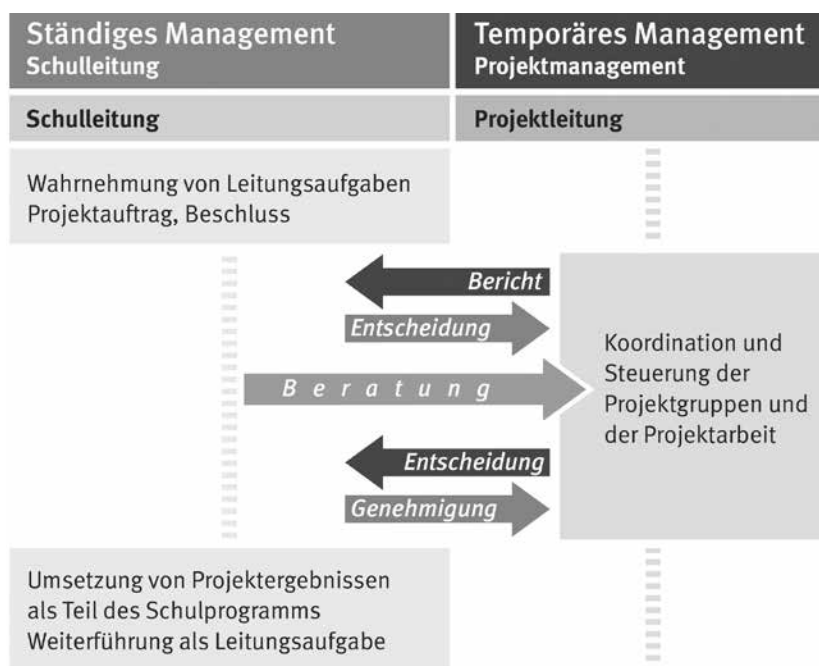 Ständiges Management
Schulleitung
Temporäres Management
Projektmanagement
Schulleitung
Projektleitung
Wahrnehmung von Leitungsaufgaben
Projektauftrag, Beschluss
Bericht
Entscheidung
Beratung
Entscheidung
Genehmigung
Koordination und
Steuerung der
Projektgruppen und
der Projektarbeit
Umsetzung von Projektergebnissen
als Teil des Schulprogramms
Weiterführung als Leitungsaufgabe